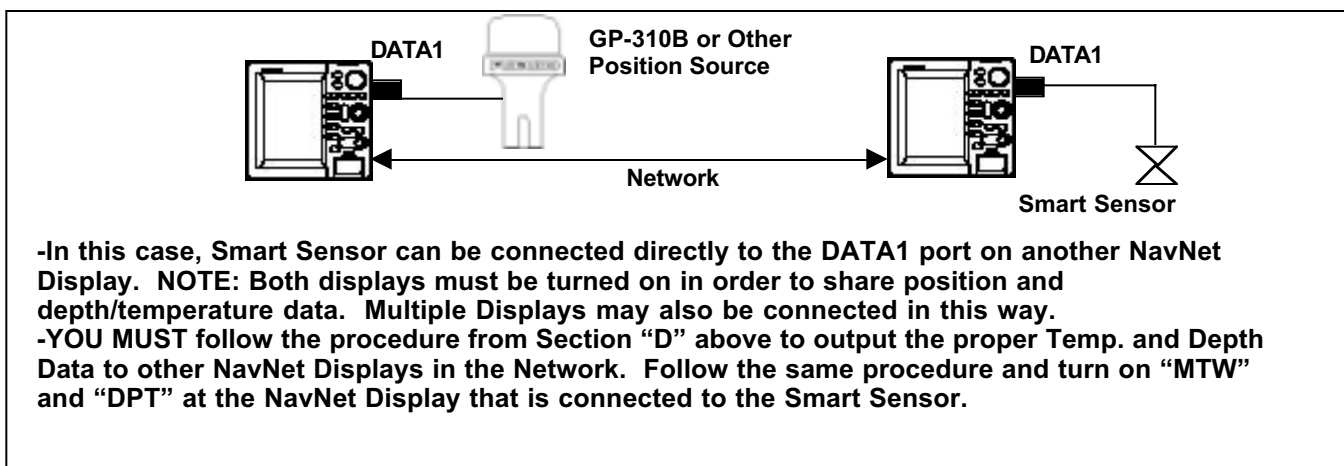 DATA1
GP-310B or Other
Position Source
DATA1
Network
Smart Sensor
-In this case, Smart Sensor can be connected directly to the DATA1 port on another NavNet
Display.  NOTE: Both displays must be turned on in order to share position and
depth/temperature data.  Multiple Displays may also be connected in this way.
-YOU MUST follow the procedure from Section “D” above to output the proper Temp. and Depth
Data to other NavNet Displays in the Network.  Follow the same procedure and turn on “MTW”
and “DPT” at the NavNet Display that is connected to the Smart Sensor.